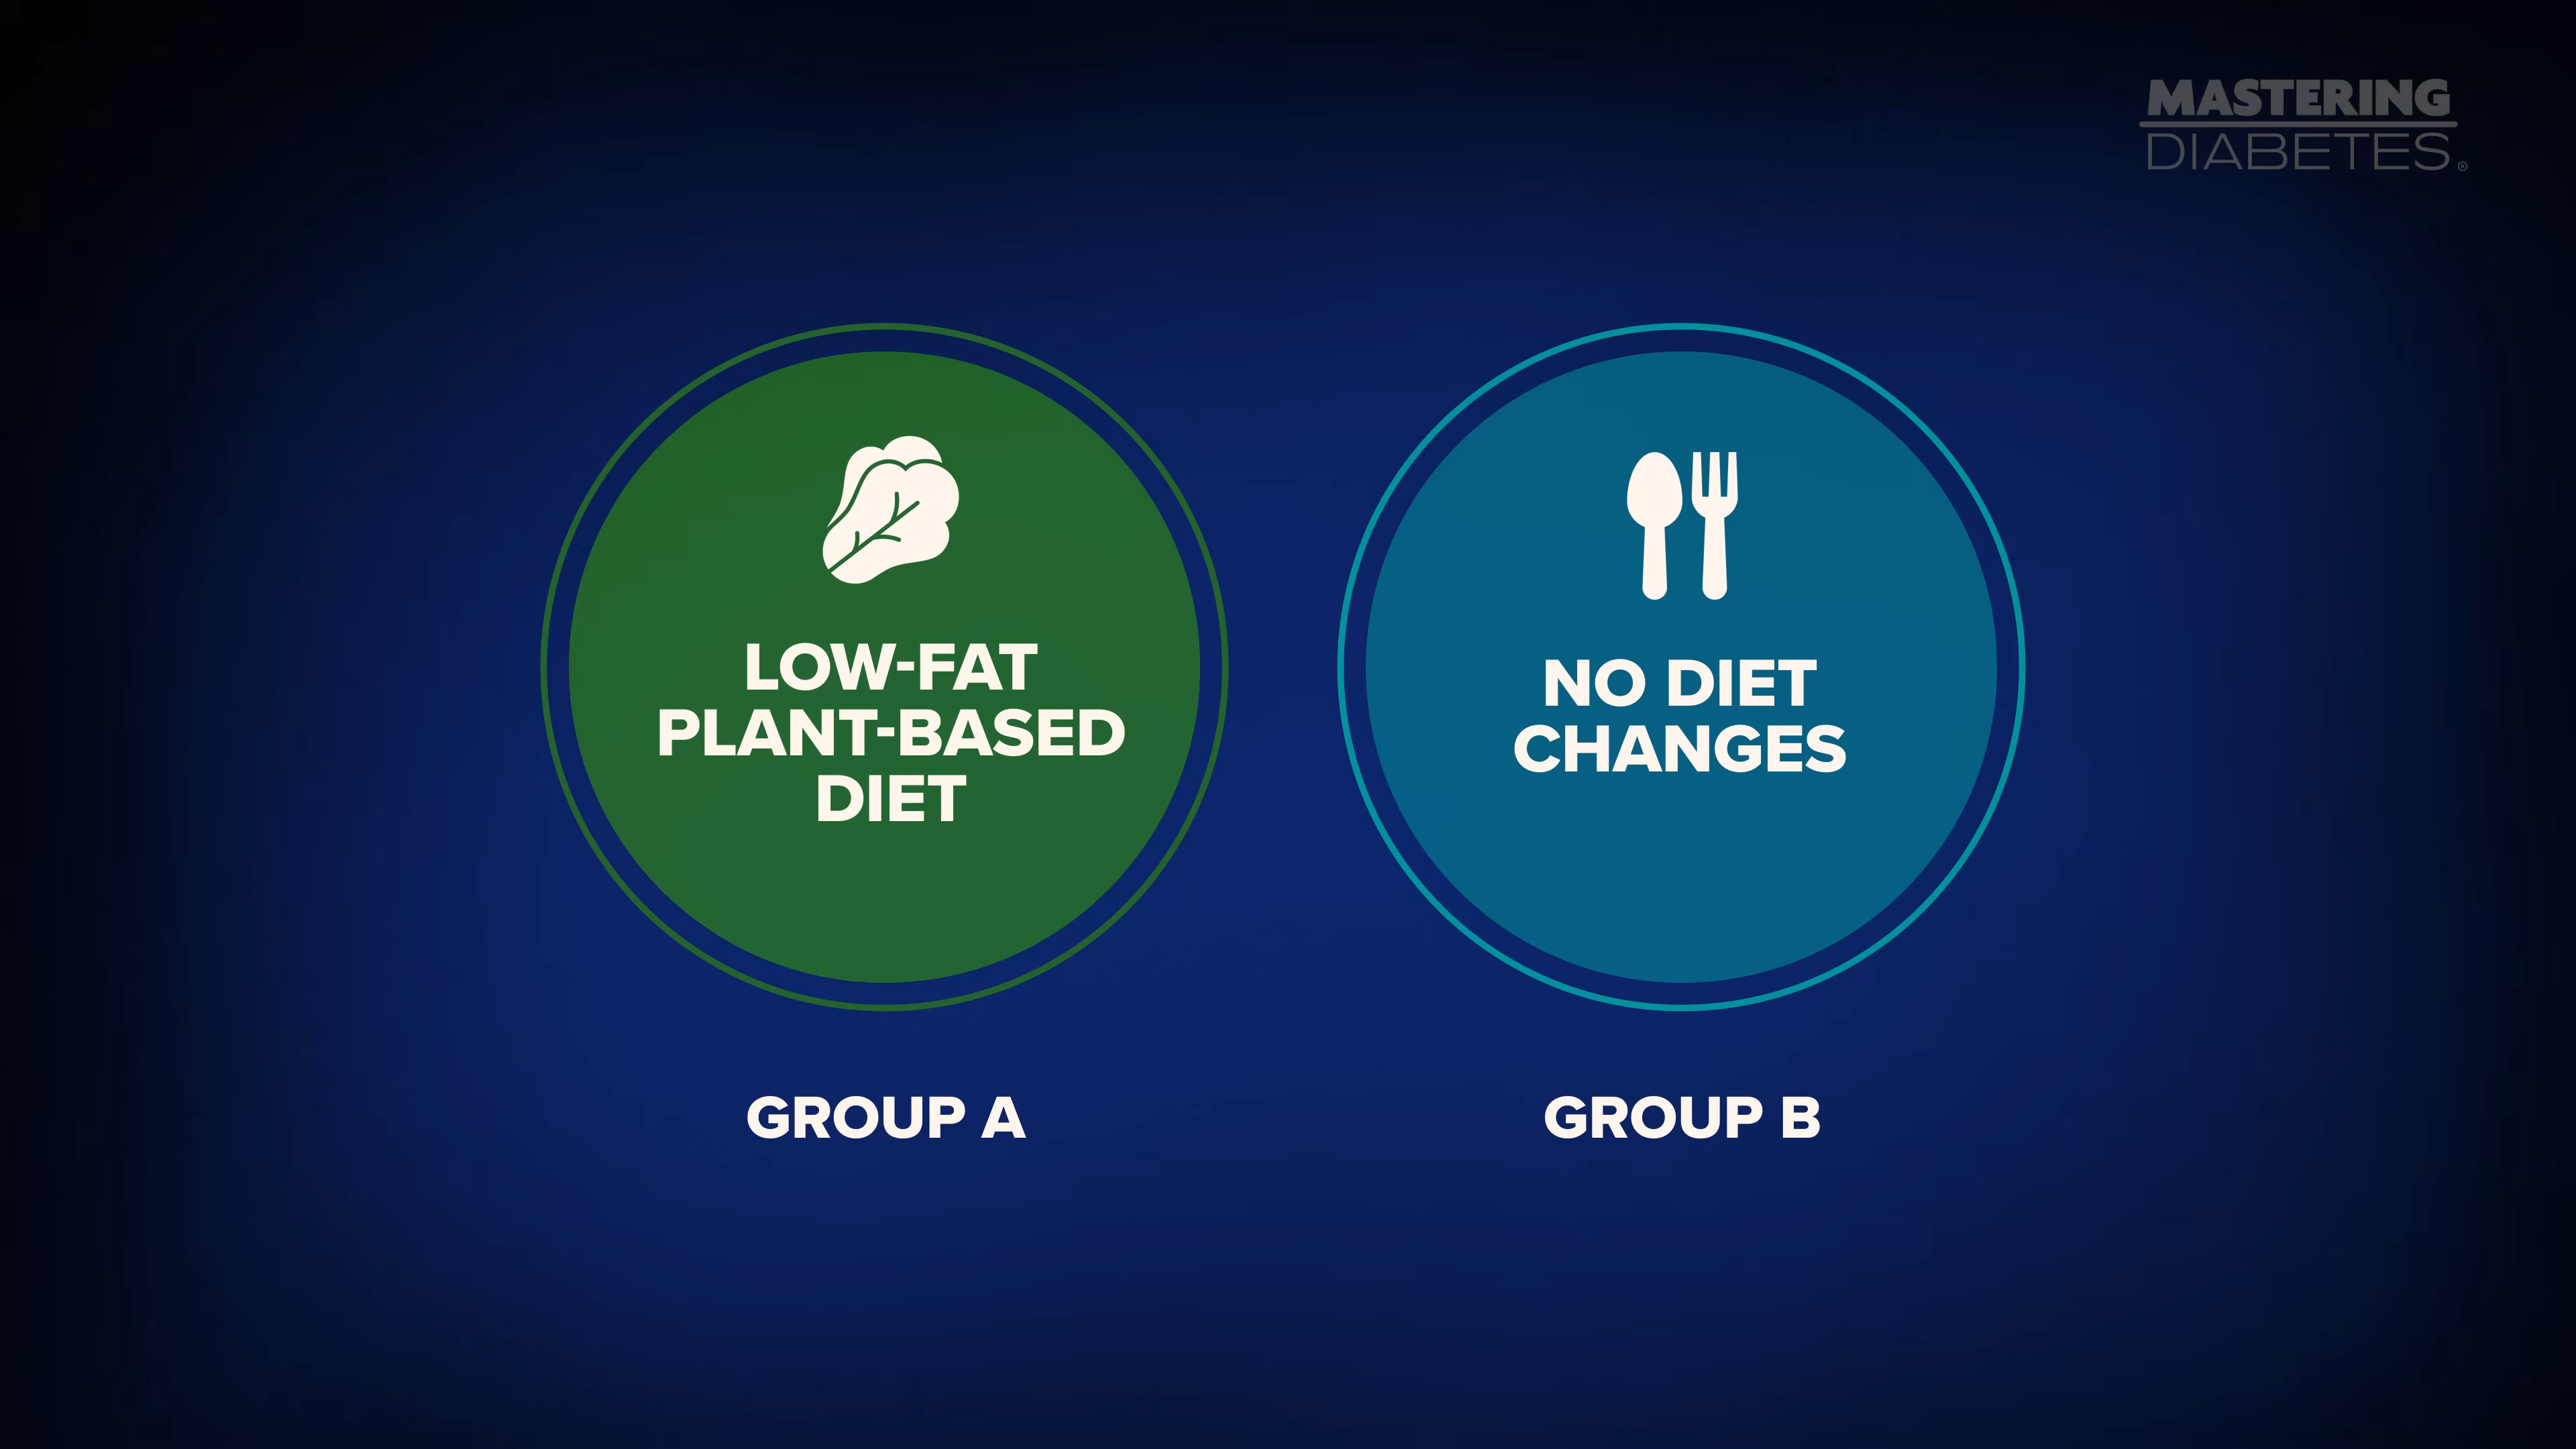 MASTERING
DIABETES®
LOW-FAT
PLANT-BASED
DIET
NO DIET
CHANGES
GROUP A
GROUP B